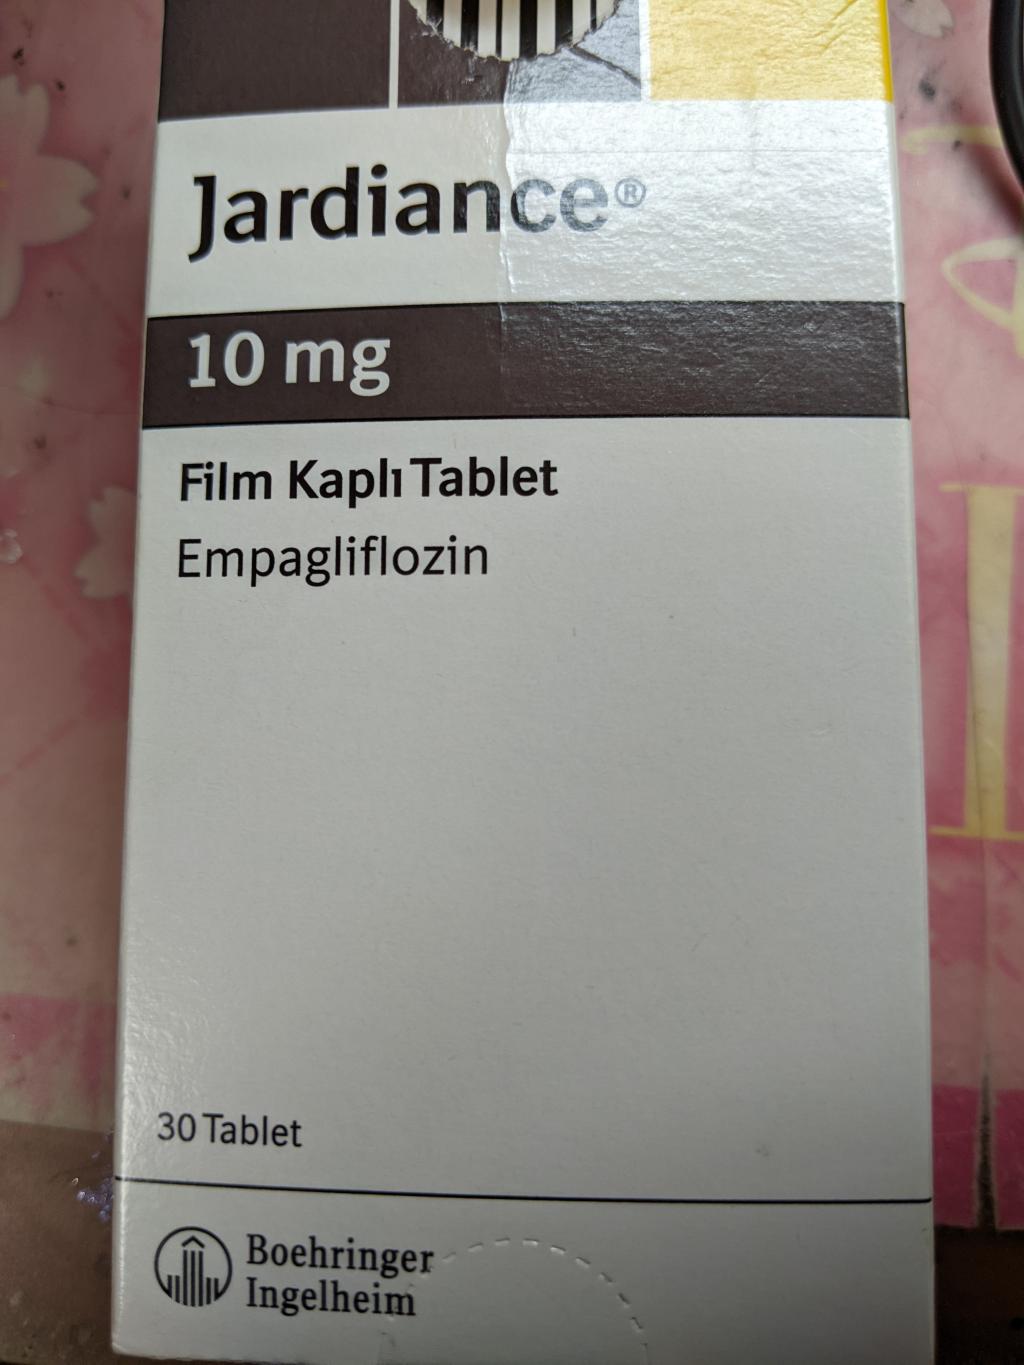 Jardiance®
10 mg
Film Kaplı Tablet
Empagliflozin
30 Tablet
Boehringer
Ingelheim